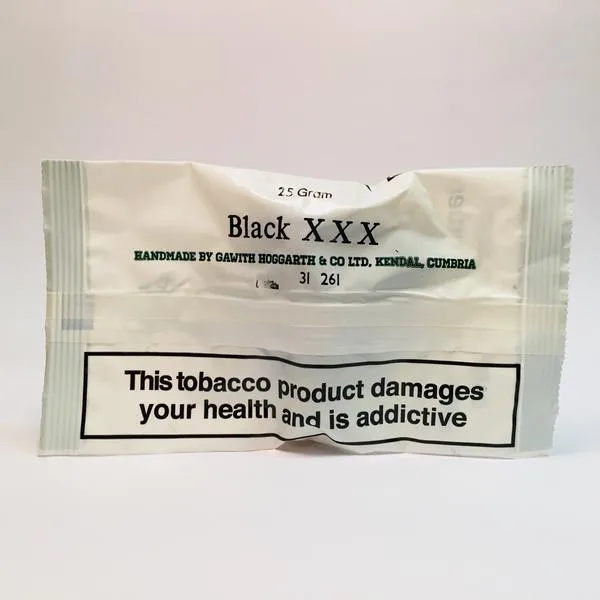 25 Gram
Black XXX
HANDMADE BY GAWITH HOGGARTH & CO LTD, KENDAL, CUMBRIA
31 261
This tobacco product damages
your health and is addictive